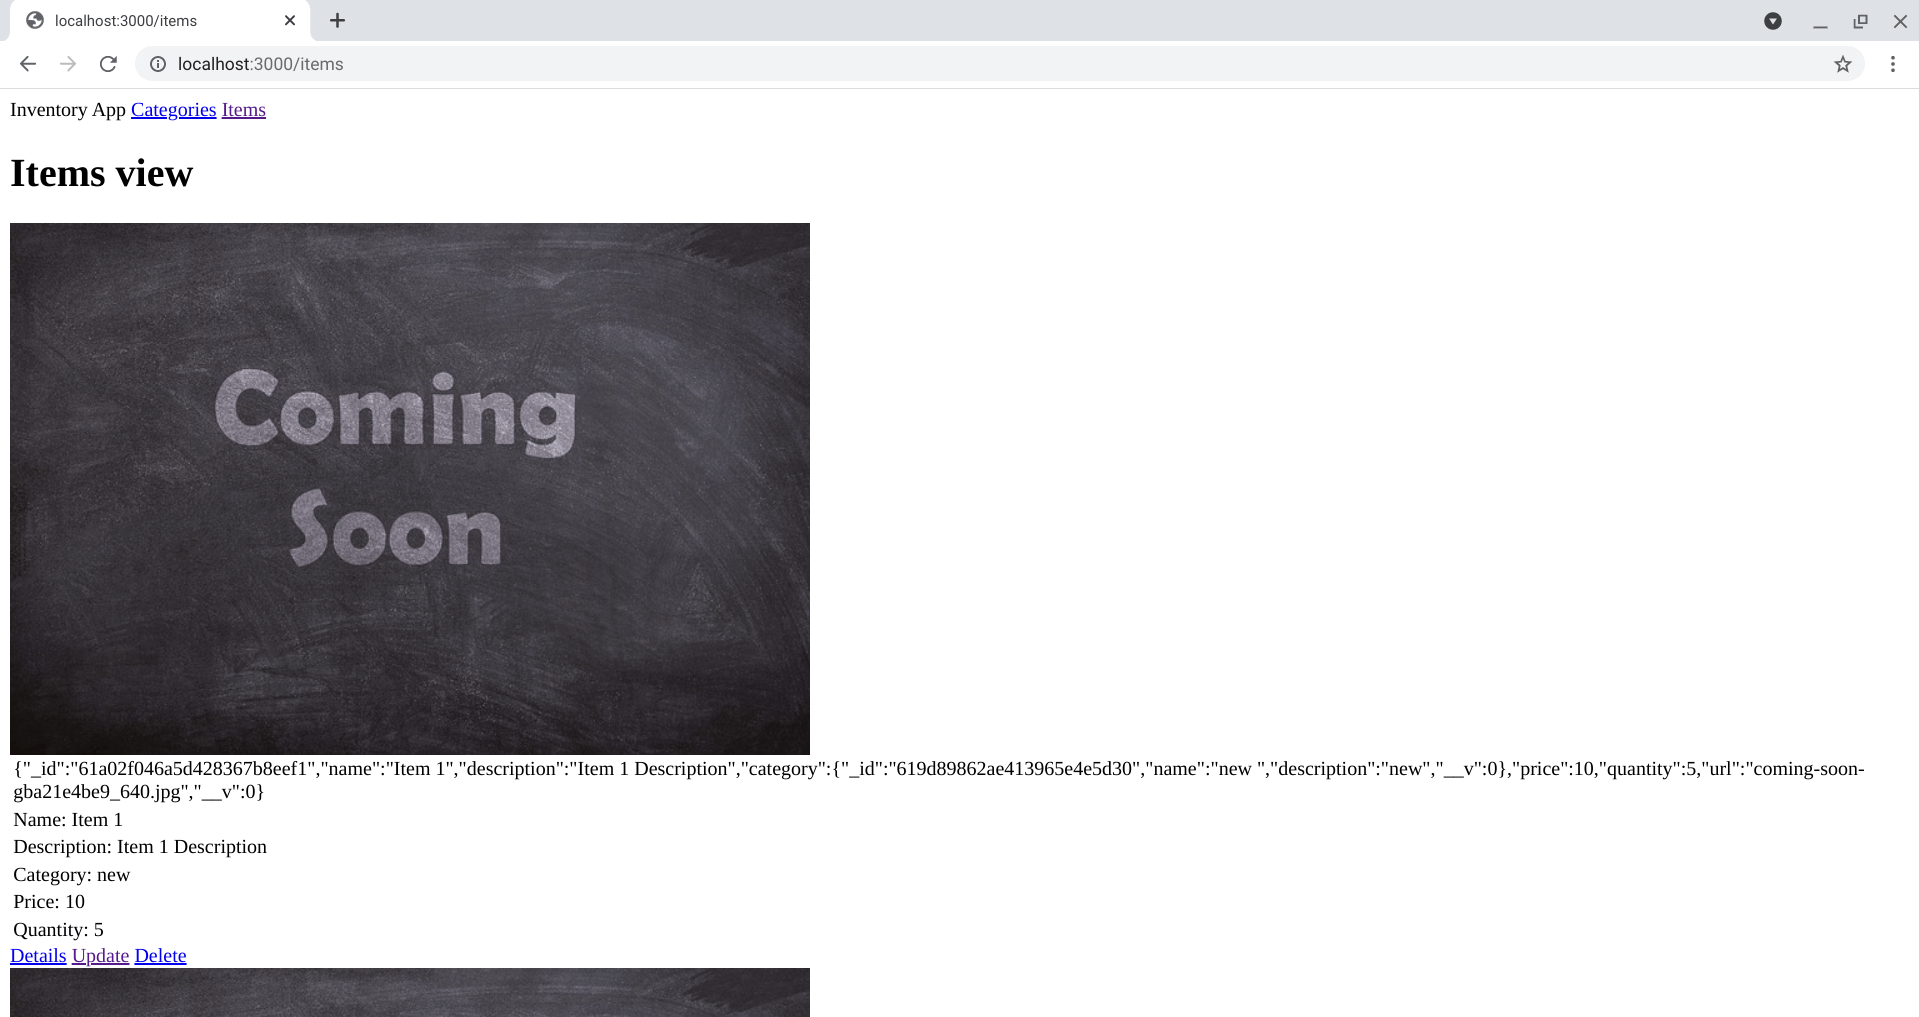 localhost:3000/items
localhost:3000/items
Inventory App Categories Items
Items view
Coming
Soon
{"_id":"61a02f046a5d428367b8eef1","name":"Item 1","description":"Item 1 Description","category":{"_id":"619d89862ae413965e4e5d30","name":"new ","description":"new","__v":0},"price":10,"quantity":5,"url":"coming-soon-
gba21e4be9_640.jpg","__v":0}
Name: Item 1
Description: Item 1 Description
Category: new
Price: 10
Quantity: 5
Details Update Delete